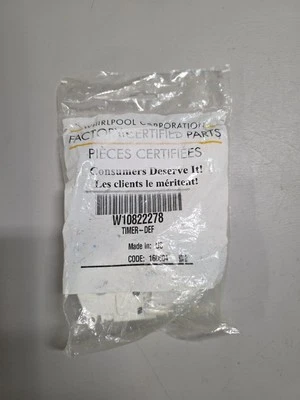 WHIRLPOOL CORPORATION
FACTORY CERTIFIED PARTS
PIÈCES CERTIFIÉES
Consumers Deserve It!
Les clients le méritent!
W10822278
TIMER-DEF
Made in:
CODE: